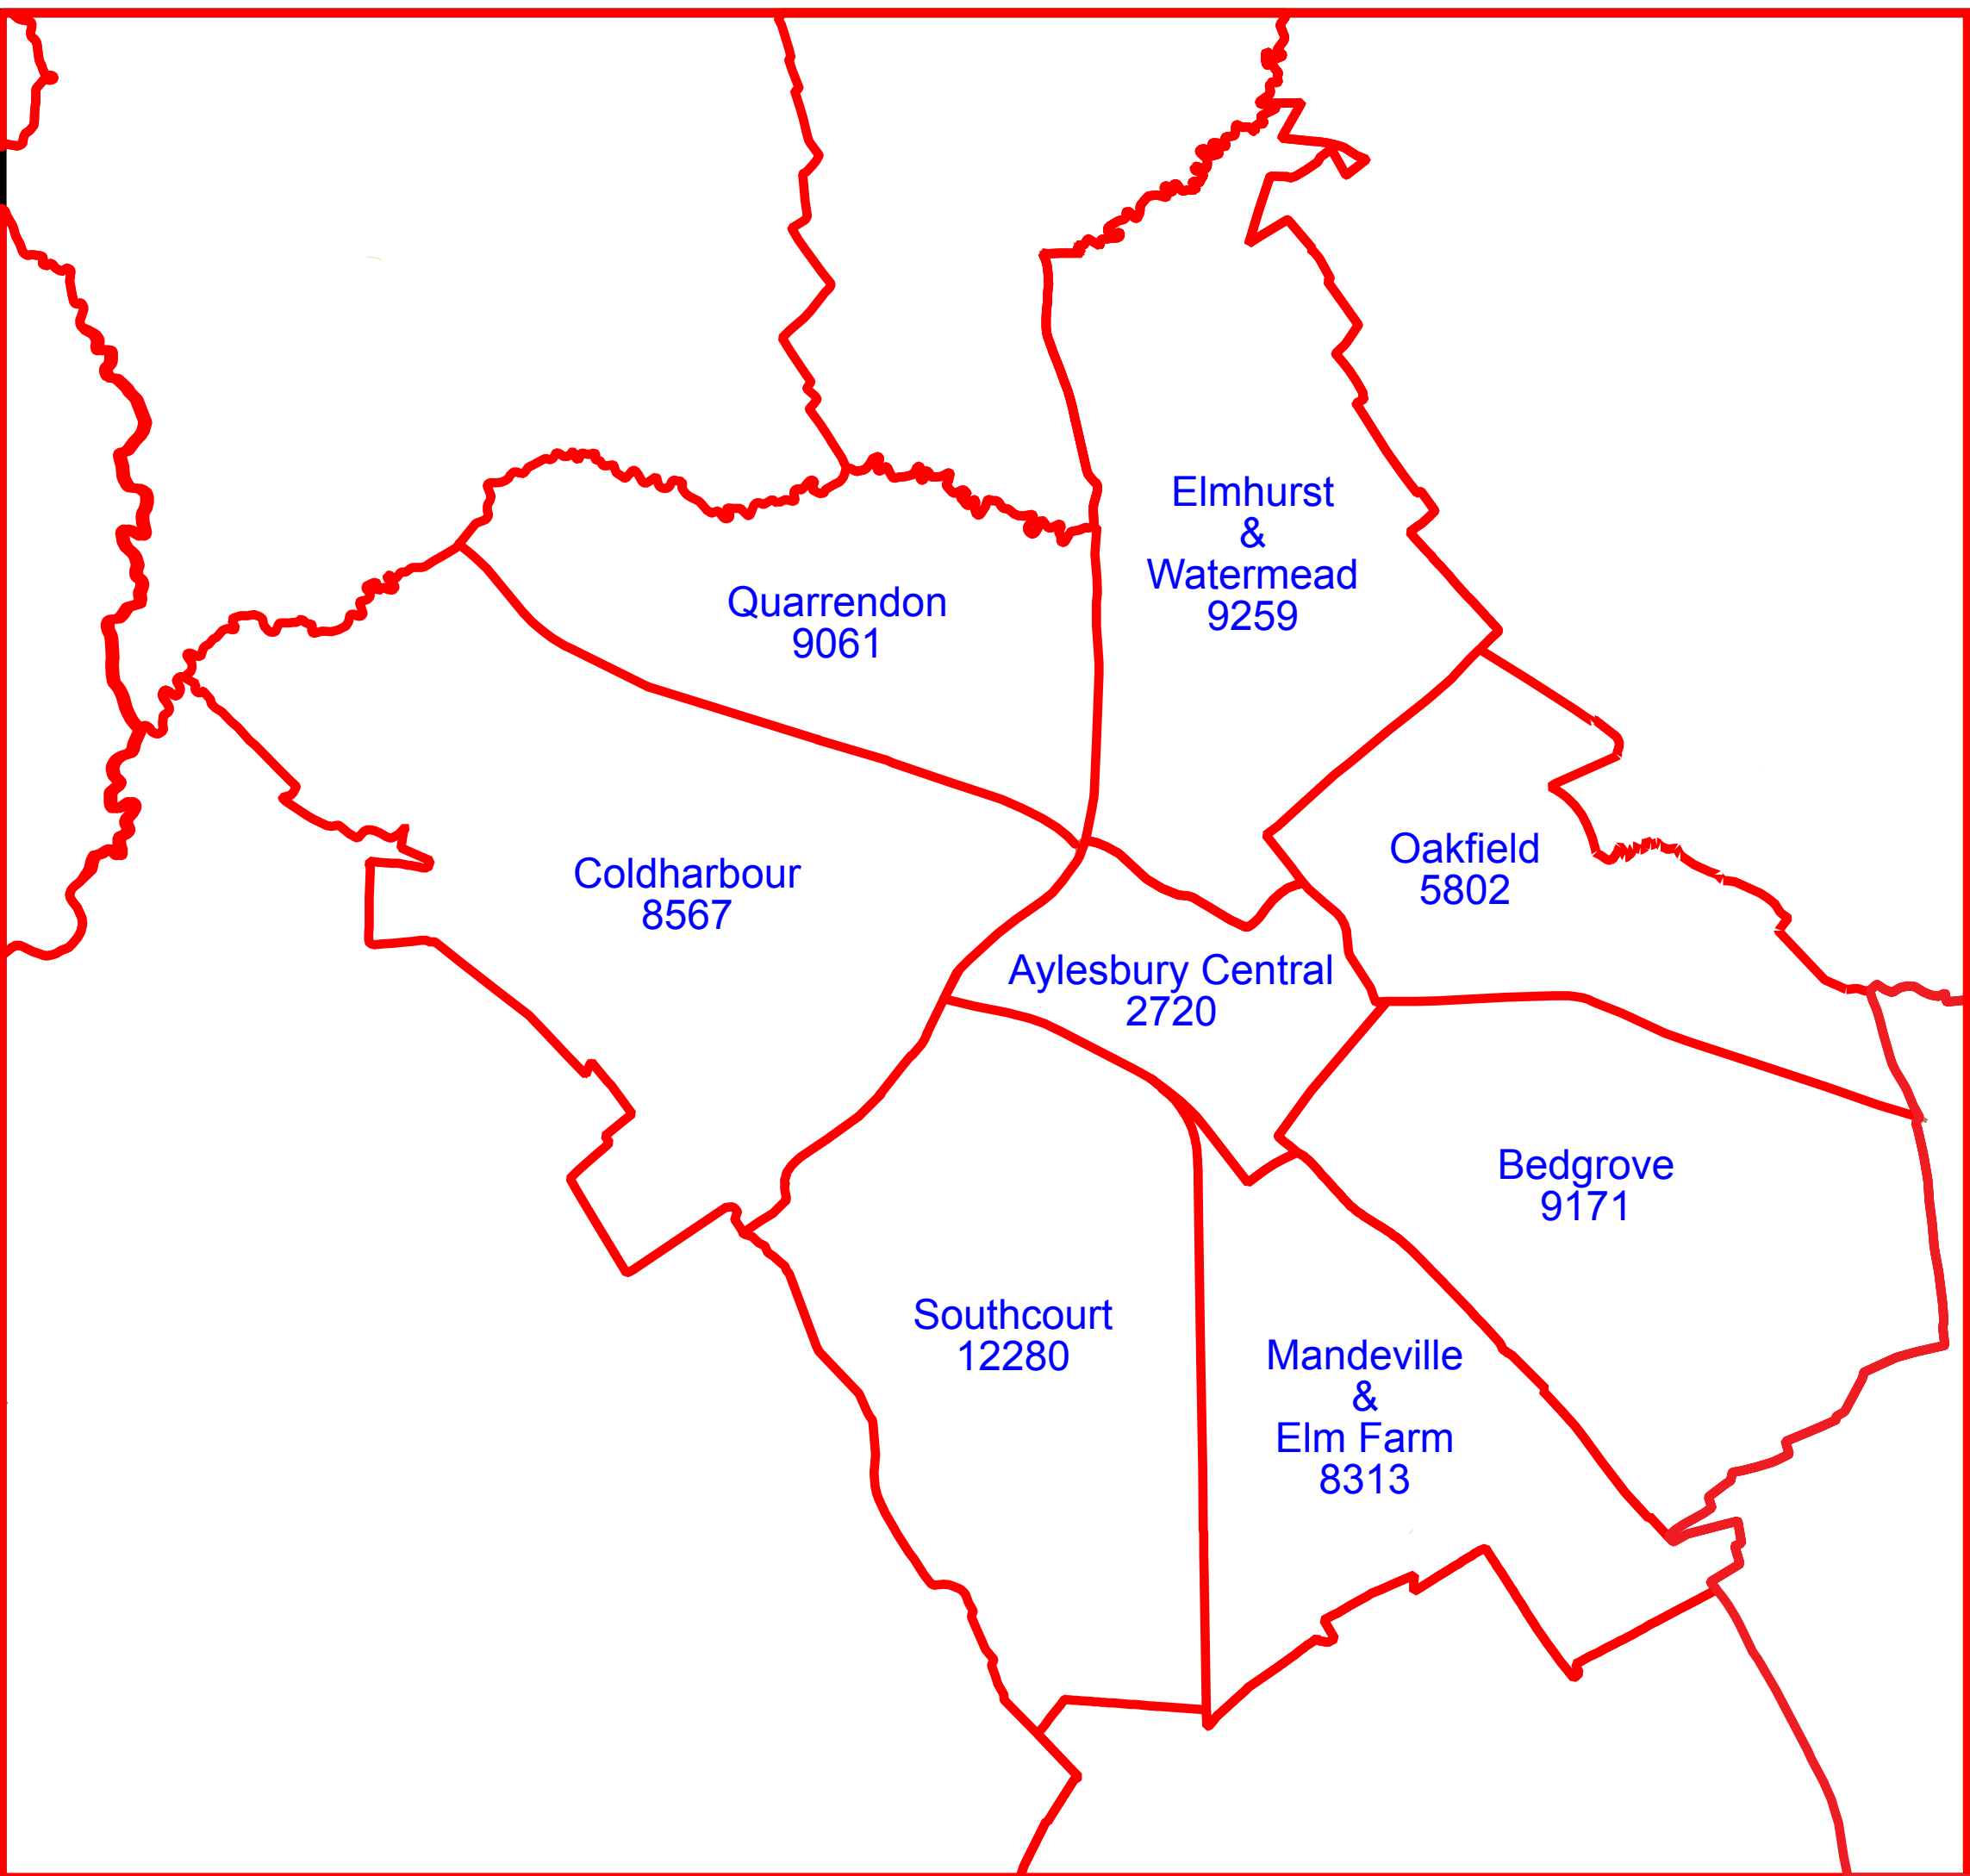 Elmhurst
&
Watermead
9259
Quarrendon
9061
Oakfield
5802
Coldharbour
8567
Aylesbury Central
2720
Bedgrove
9171
Southcourt
12280
Mandeville
&
Elm Farm
8313